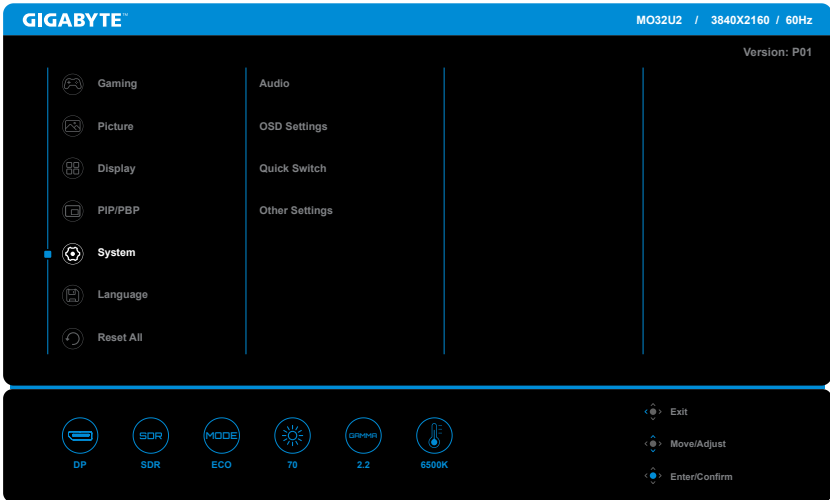 GIGABYTE™
MO32U2 / 3840X2160 / 60Hz
Version: P01
Gaming
Audio
Picture
OSD Settings
Display
Quick Switch
PIP/PBP
Other Settings
System
Language
Reset All
Exit
SDR
MODE
GAMMA
Move/Adjust
DP
SDR
ECO
70
2.2
6500K
Enter/Confirm